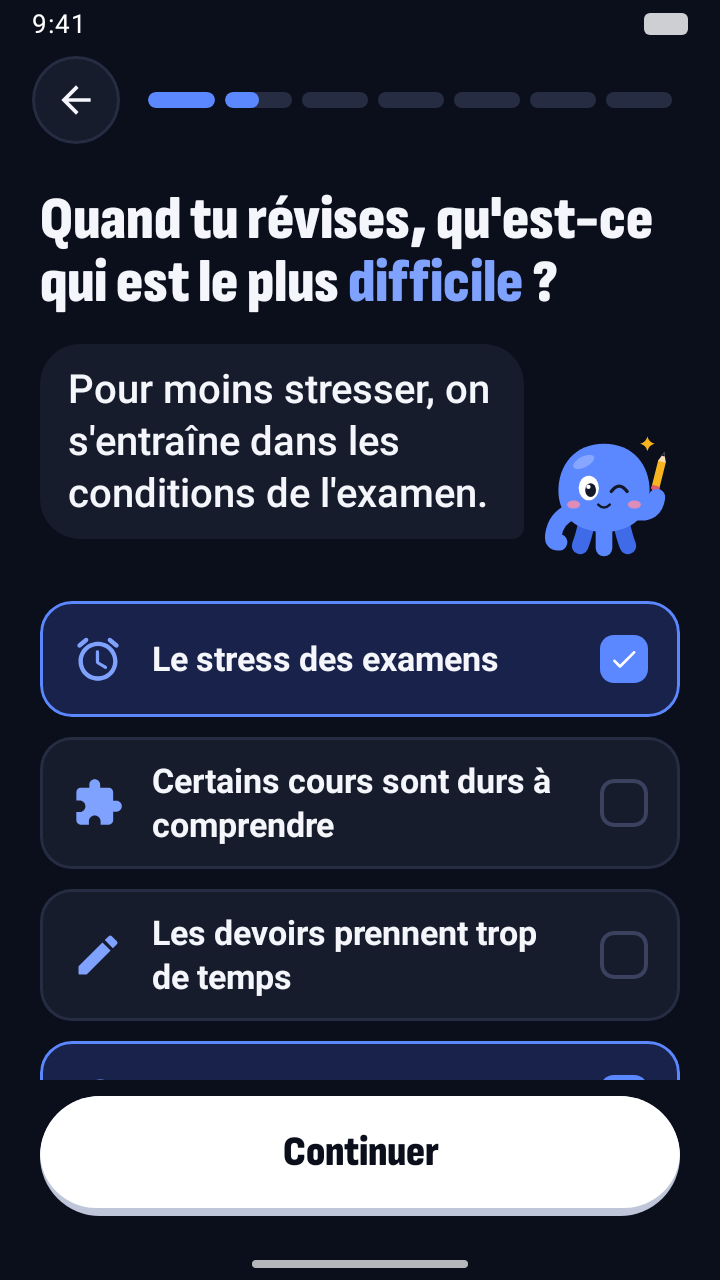 9:41
Quand tu révises, qu'est-ce
qui est le plus difficile ?
Pour moins stresser, on
s'entraîne dans les
conditions de l'examen.
Le stress des examens
Certains cours sont durs à
comprendre
Les devoirs prennent trop
de temps
Continuer